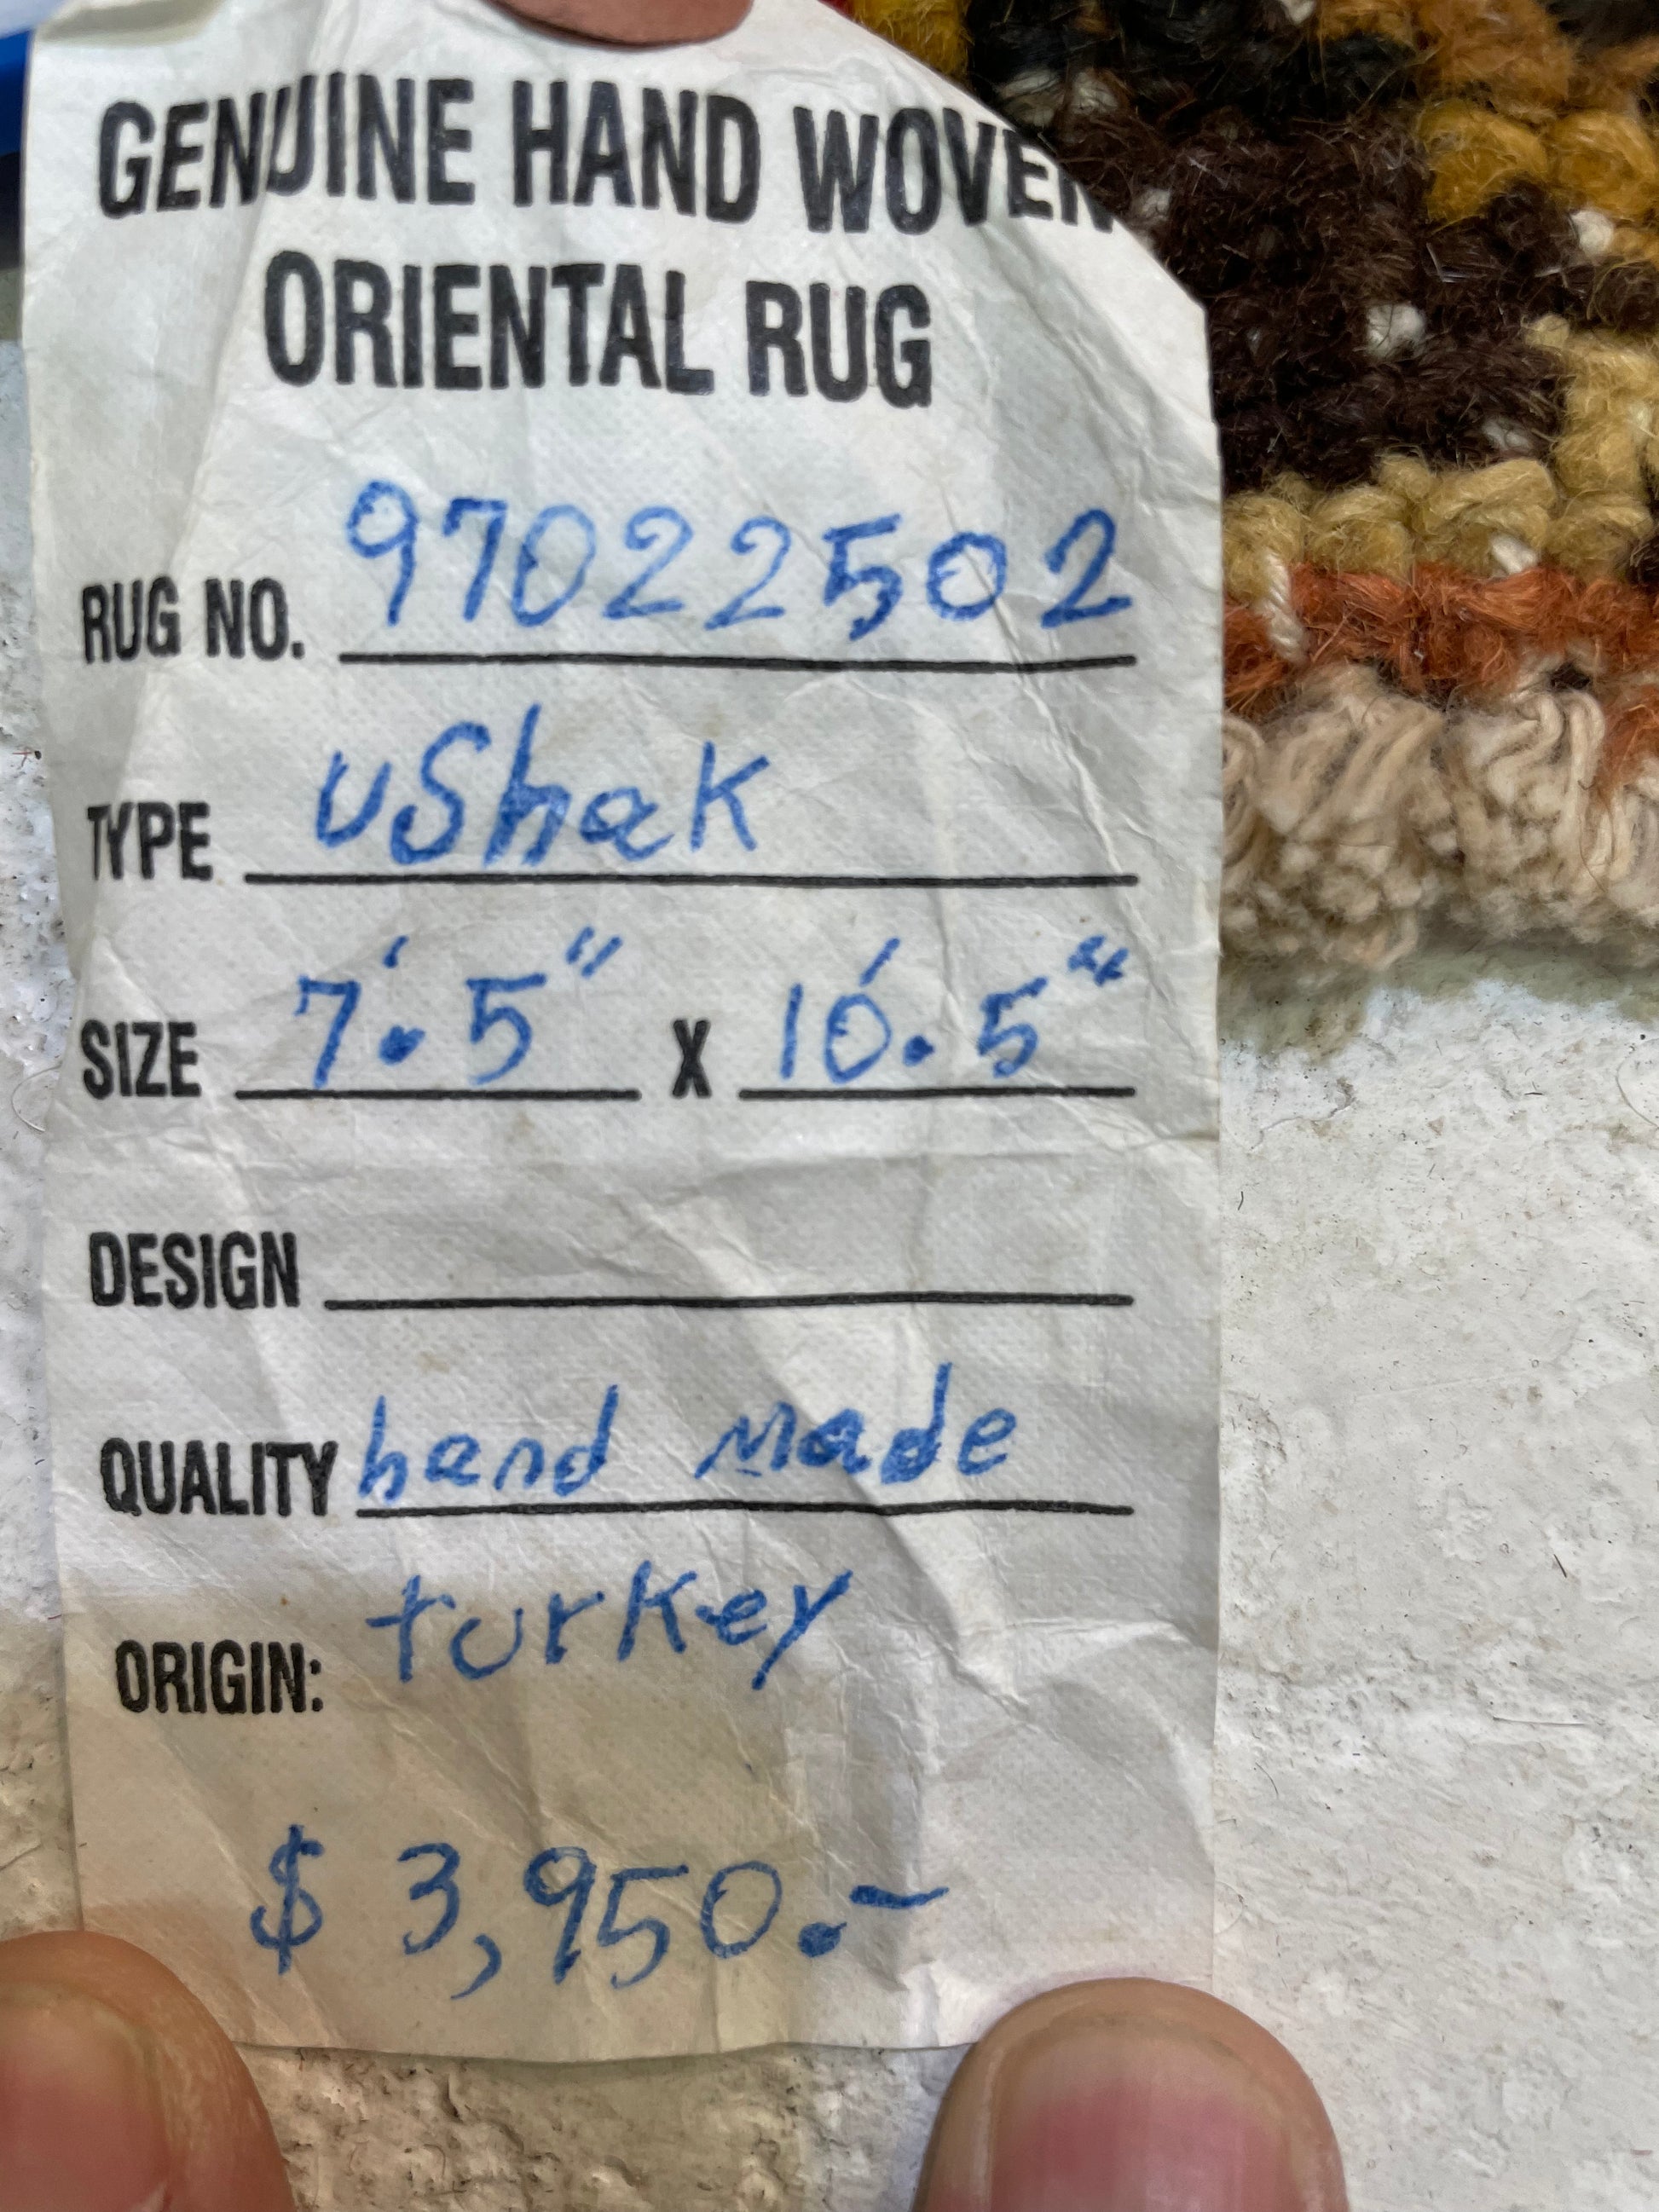 GENUINE HAND WOVEN
ORIENTAL RUG
RUG NO. 97022502
TYPE ushak
SIZE 7'.5" X 10'.5"
DESIGN
QUALITY hand made
ORIGIN: turkey
$ 3,950.-